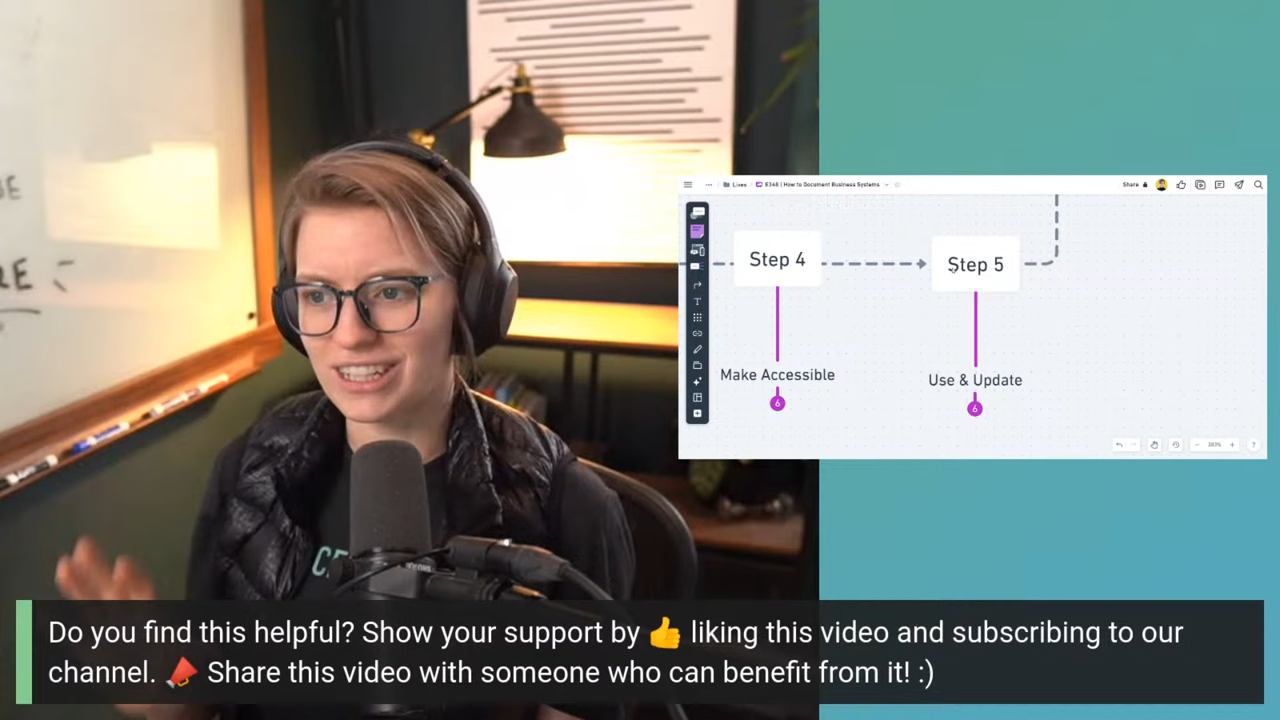 BE
RE
Lives / E348 | How to Document Business Systems
Share
Step 4
Step 5
Make Accessible
Use & Update
6
6
Do you find this helpful? Show your support by 👍 liking this video and subscribing to our
channel. 📣 Share this video with someone who can benefit from it! :)